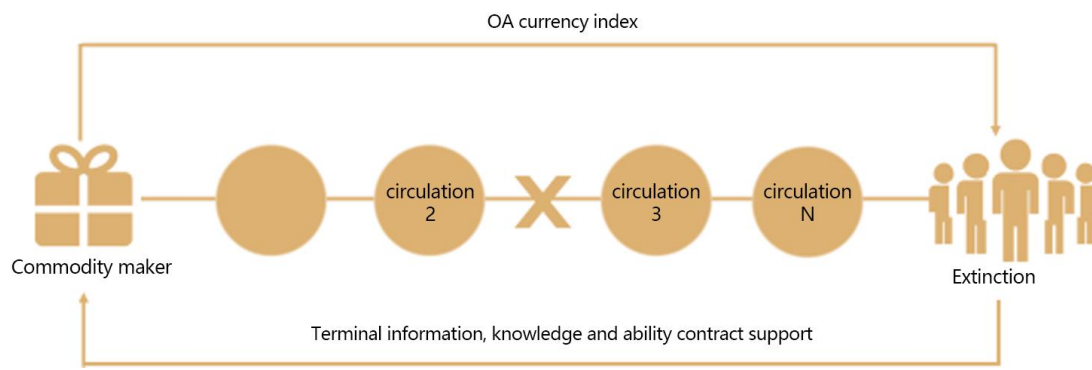 OA currency index
circulation
2
circulation
3
circulation
N
Commodity maker
Extinction
Terminal information, knowledge and ability contract support